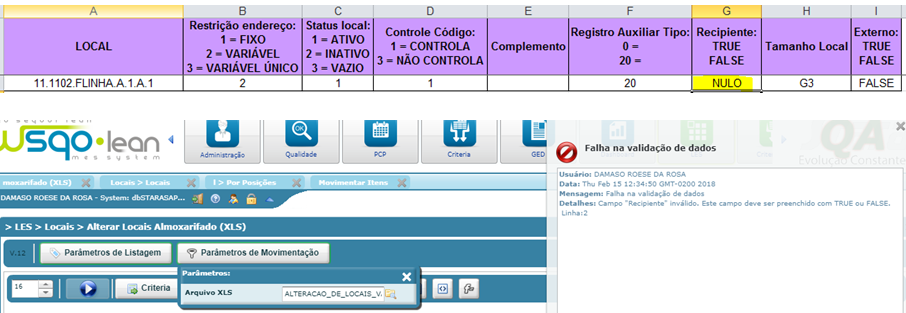 A B C D E F G H I
LOCAL
Restrição endereço:
1 = FIXO
2 = VARIÁVEL
3 = VARIÁVEL ÚNICO
Status local:
1 = ATIVO
2 = INATIVO
3 = VAZIO
Controle Código:
1 = CONTROLA
3 = NÃO CONTROLA
Complemento
Registro Auxiliar Tipo:
0 =
20 =
Recipiente:
TRUE
FALSE
Tamanho Local
Externo:
TRUE
FALSE
11.1102.FLINHA.A.1.A.1 2 1 1 20 NULO G3 FALSE
wsqo•lean
mes system
Administração
Qualidade
PCP
Criteria
GED
QA
Evolução Constante
moxarifado (XLS)
Locais > Locais
l > Por Posições
Movimentar Itens
DAMASO ROESE DA ROSA - System: dbSTARASAP...
> LES > Locais > Alterar Locais Almoxarifado (XLS)
v.12
Parâmetros de Listagem
Parâmetros de Movimentação
Parâmetros:
16
Criteria
Arquivo XLS
ALTERACAO_DE_LOCAIS_V.
Falha na validação de dados
Usuário: DAMASO ROESE DA ROSA
Data: Thu Feb 15 12:34:50 GMT-0200 2018
Mensagem: Falha na validação de dados
Detalhes: Campo "Recipiente" inválido. Este campo deve ser preenchido com TRUE ou FALSE.
Linha:2